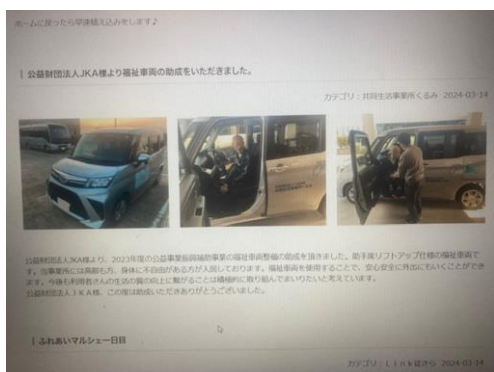 ホームに戻ったら早速植え込みをします♪
公益財団法人JKA様より福祉車両の助成をいただきました。
カテゴリ：共同生活事業所くるみ 2024-03-14
公益財団法人JKA様より、2023年度の公益事業振興補助事業の福祉車両整備の助成を頂きました。助手席リフトアップ仕様の福祉車両で
す。当事業所には高齢の方、身体に不自由がある方が入居しております。福祉車両を使用することで、安心安全に外出にもいくことができ
ます。今後も利用者さんの生活の質の向上に繋がることは積極的に取り組んでまいりたいと考えています。
公益財団法人JKA様、この度は助成いただきありがとうございました。
ふれあいマルシェ一日目
カテゴリ：Link 2024-03-14